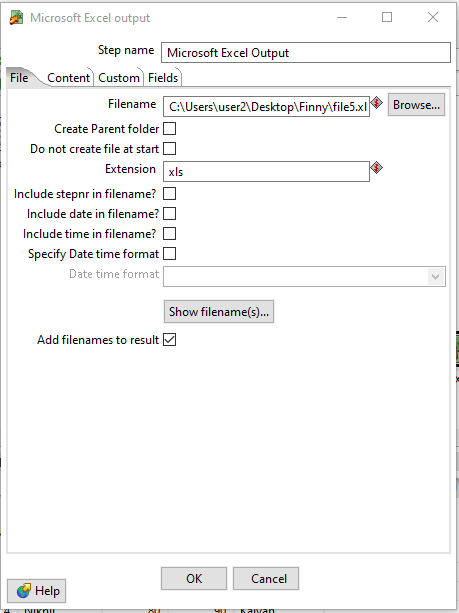 Microsoft Excel output
Step name Microsoft Excel Output
File Content Custom Fields
Filename C:\Users\user2\Desktop\Finny\file5.xl Browse...
Create Parent folder
Do not create file at start
Extension xls
Include stepnr in filename?
Include date in filename?
Include time in filename?
Specify Date time format
Date time format
Show filename(s)...
Add filenames to result
OK Cancel
Help